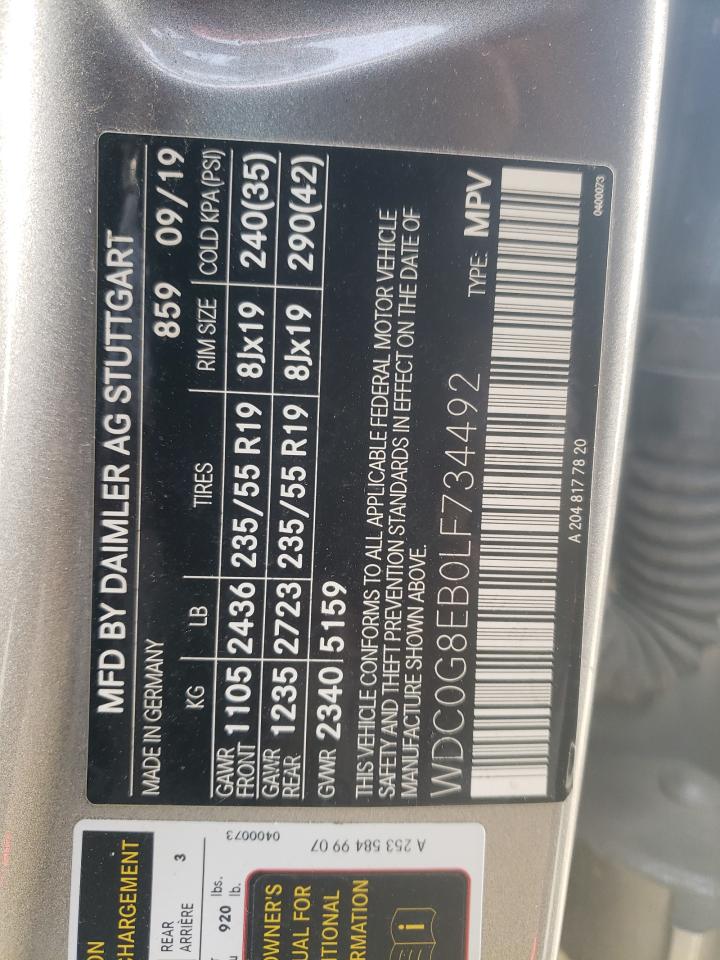 MFD BY DAIMLER AG STUTTGART
MADE IN GERMANY 859 09/19
KG LB TIRES RIM SIZE COLD KPA(PSI)
GAWR FRONT 1105 2436 235/55 R19 8Jx19 240(35)
GAWR REAR 1235 2723 235/55 R19 8Jx19 290(42)
GVWR 2340 5159
THIS VEHICLE CONFORMS TO ALL APPLICABLE FEDERAL MOTOR VEHICLE
SAFETY AND THEFT PREVENTION STANDARDS IN EFFECT ON THE DATE OF
MANUFACTURE SHOWN ABOVE.
WDC0G8EB0LF734492 TYPE: MPV
A 204 817 78 20
0400073
CHARGEMENT
REAR
ARRIÈRE 3
920 lbs.
lb.
OWNER'S
FOR
A 253 584 99 07
0400073